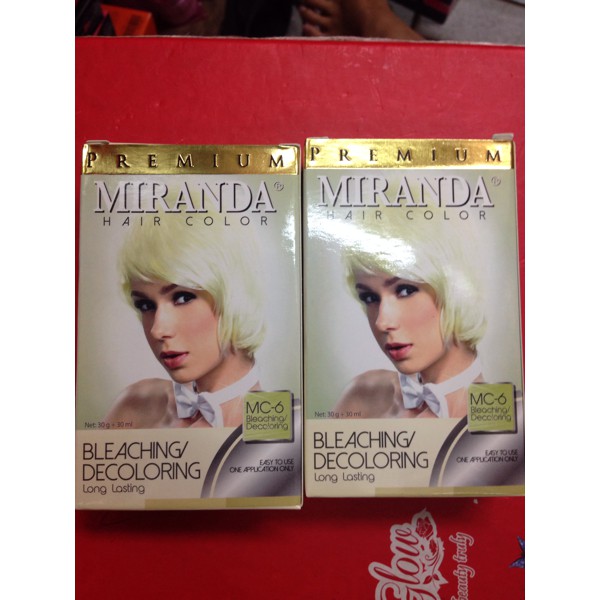 PREMIUM
MIRANDA®
HAIR COLOR
Net: 30 g + 30 ml
MC-6
Bleaching/
Decoloring
BLEACHING/
DECOLORING
Long Lasting
EASY TO USE
ONE APPLICATION ONLY
PREMIUM
MIRANDA®
HAIR COLOR
Net: 30 g + 30 ml
MC-6
Bleaching/
Decoloring
BLEACHING/
DECOLORING
Long Lasting
EASY TO USE
ONE APPLICATION ONLY
Glow
beauty truly